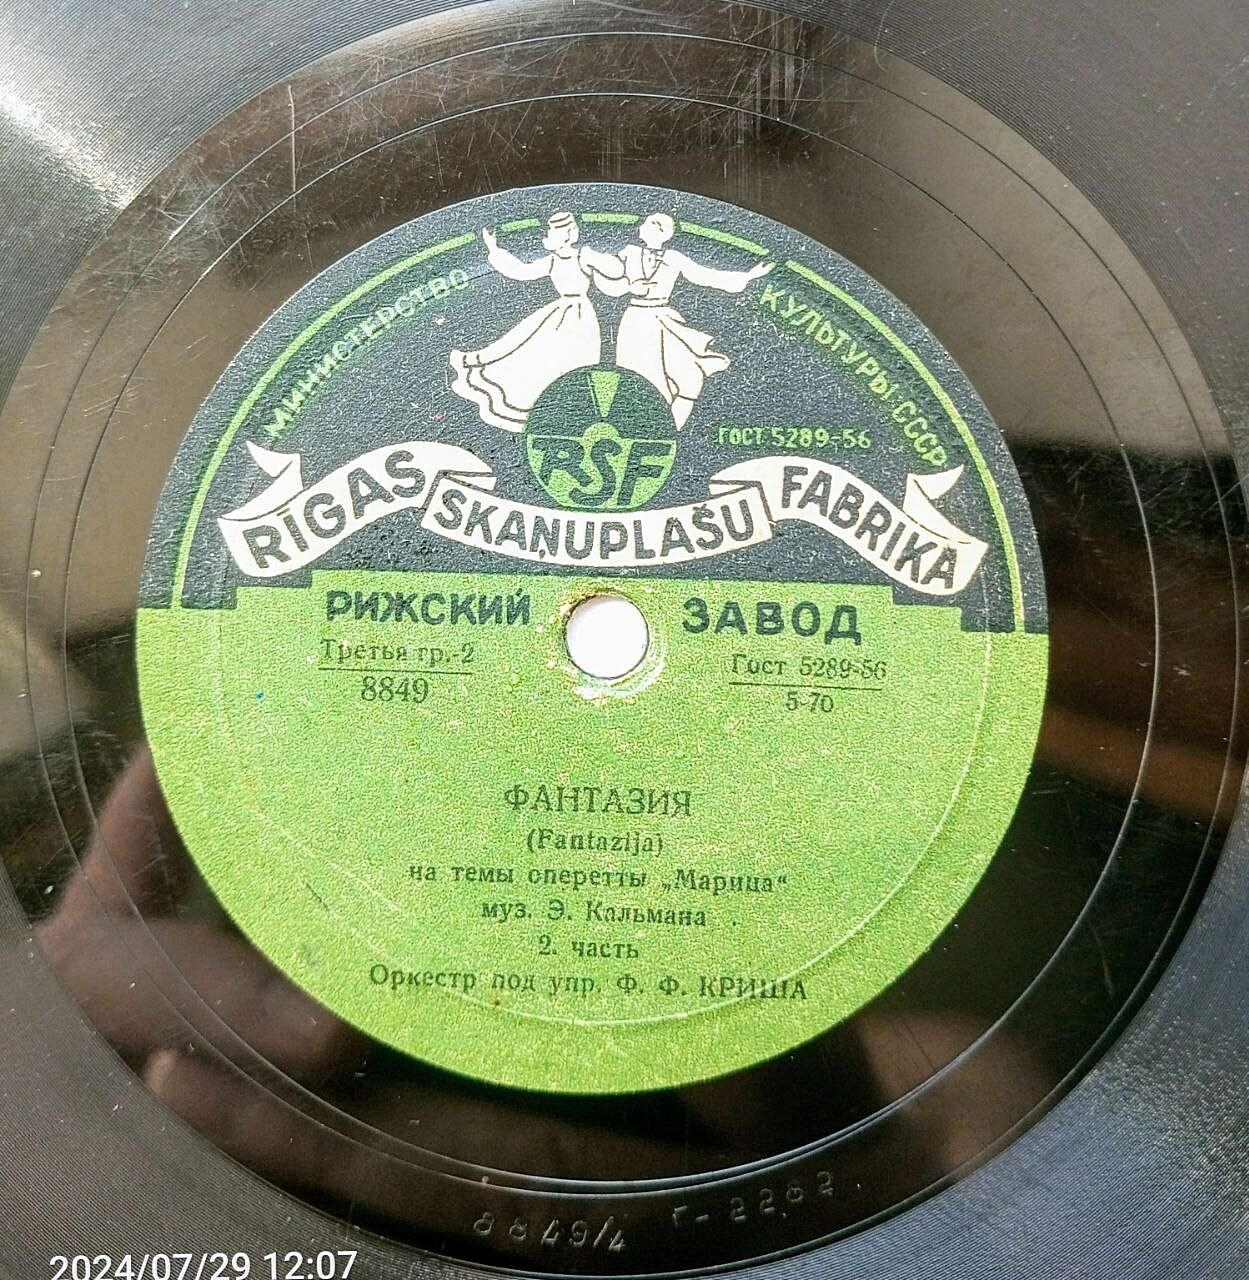 МИНИСТЕРСТВО КУЛЬТУРЫ СССР
ГОСТ 5289-56
RSF
RĪGAS SKAŅUPLAŠU FABRIKA
РИЖСКИЙ ЗАВОД
Третья гр.-2
8849
Гост 5289-56
5-70
ФАНТАЗИЯ
(Fantazija)
на темы оперетты „Марица“
муз. Э. Кальмана
2. часть
Оркестр под упр. Ф. Ф. КРИША
8849/4 Г-2262
2024/07/29 12:07